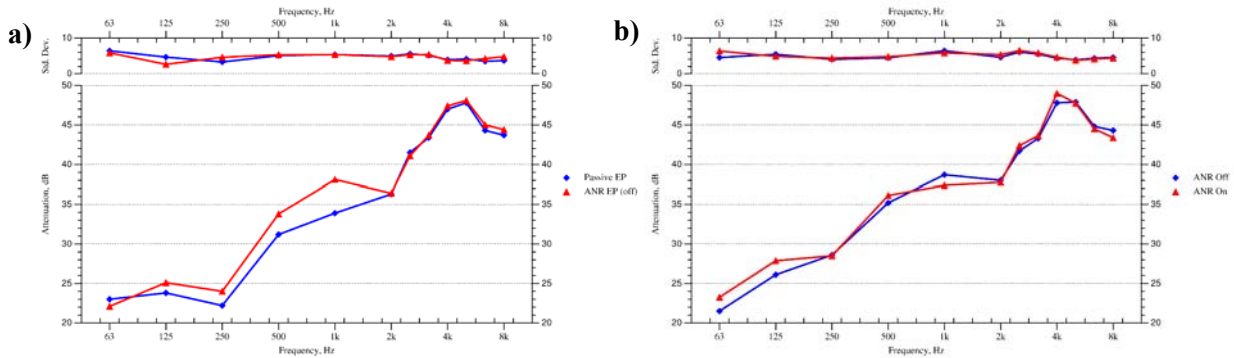 a)
Frequency, Hz
63 125 250 500 1k 2k 4k 8k
Std. Dev.
10 10
0 0
Attenuation, dB
50 50
45 45
40 40
35 35
30 30
25 25
20 20
63 125 250 500 1k 2k 4k 8k
Frequency, Hz
Passive EP
ANR EP (off)
b)
Frequency, Hz
63 125 250 500 1k 2k 4k 8k
Std. Dev.
10 10
0 0
Attenuation, dB
50 50
45 45
40 40
35 35
30 30
25 25
20 20
63 125 250 500 1k 2k 4k 8k
Frequency, Hz
ANR Off
ANR On